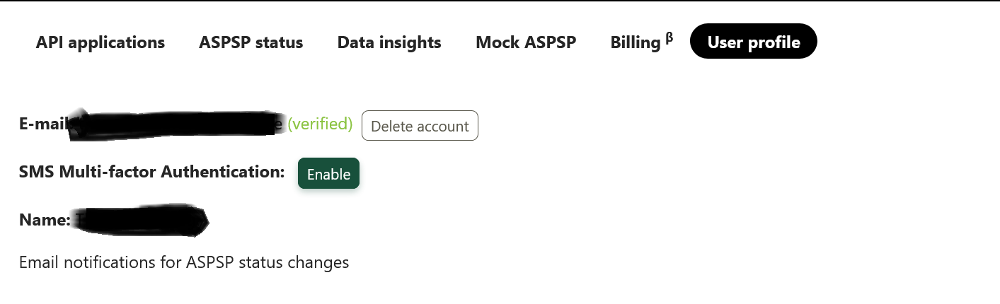 API applications ASPSP status Data insights Mock ASPSP Billing β User profile
E-mail (verified) Delete account
SMS Multi-factor Authentication: Enable
Name:
Email notifications for ASPSP status changes